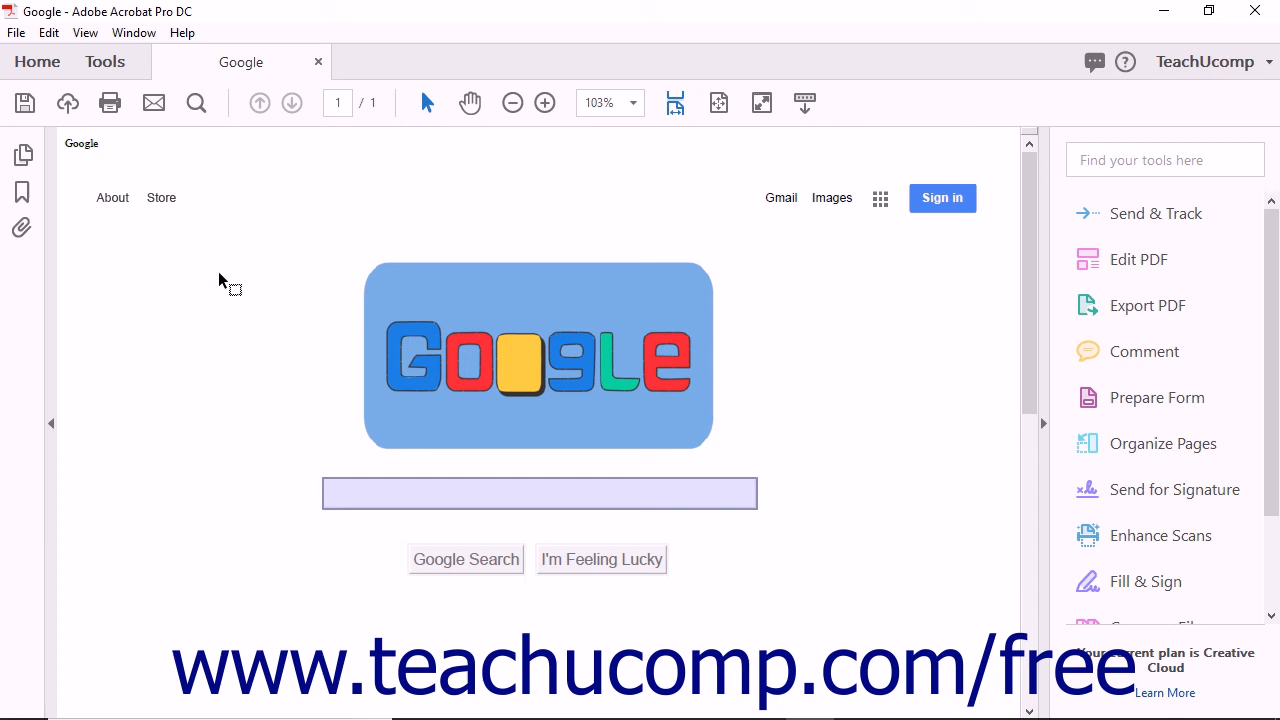 Google - Adobe Acrobat Pro DC
File Edit View Window Help
Home Tools Google TeachUcomp
1 / 1 103%
Google
Find your tools here
About Store Gmail Images Sign in
Send & Track
Edit PDF
Google
Export PDF
Comment
Prepare Form
Organize Pages
Send for Signature
Enhance Scans
Google Search I'm Feeling Lucky
Fill & Sign
www.teachucomp.com/free
Your current plan is Creative
Cloud
Learn More